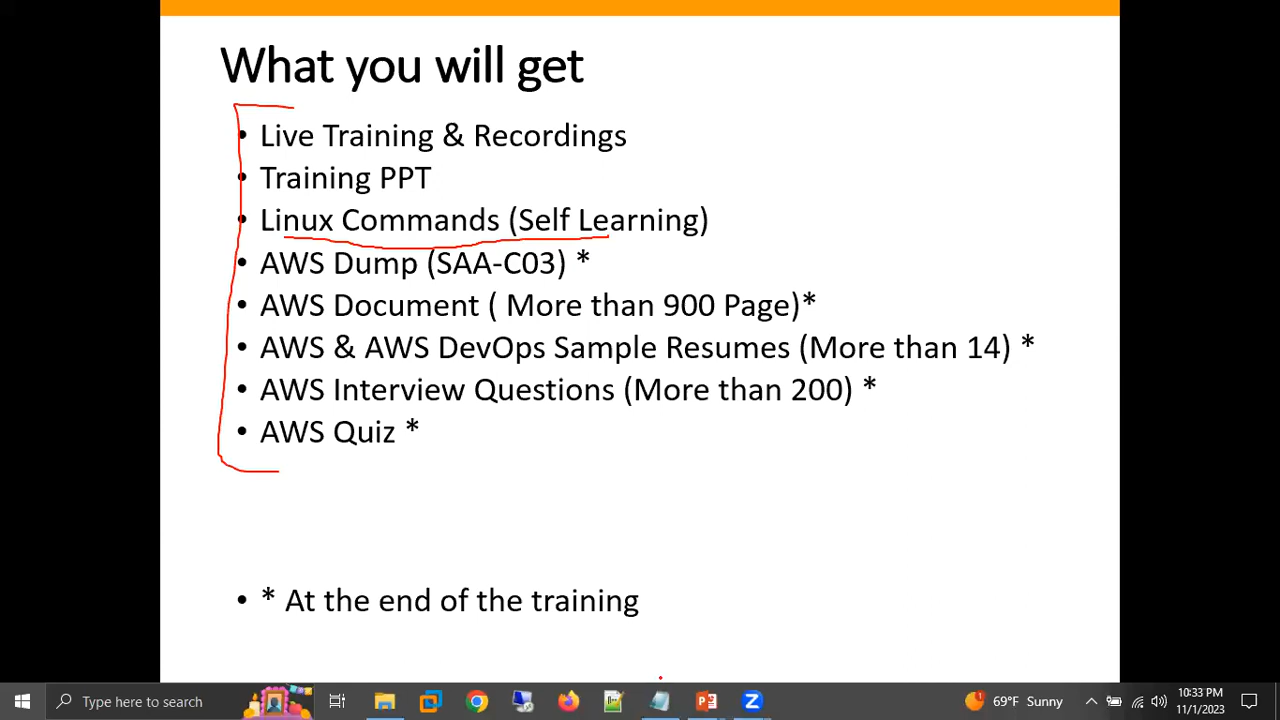 What you will get
• Live Training & Recordings
• Training PPT
• Linux Commands (Self Learning)
• AWS Dump (SAA-C03) *
• AWS Document ( More than 900 Page)*
• AWS & AWS DevOps Sample Resumes (More than 14) *
• AWS Interview Questions (More than 200) *
• AWS Quiz *
• * At the end of the training
Type here to search
69°F Sunny
10:33 PM
11/1/2023